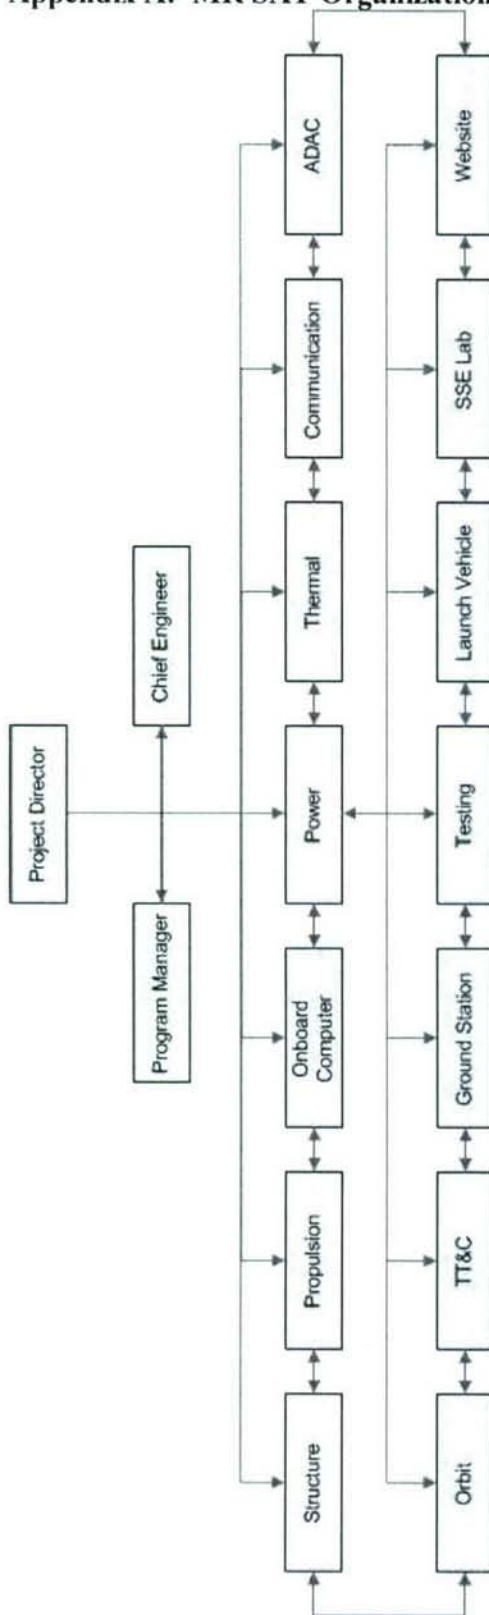 Appendix A. MR SAT Organization
Project Director
Program Manager
Chief Engineer
Structure
Propulsion
Onboard
Computer
Power
Thermal
Communication
ADAC
Orbit
TT&C
Ground Station
Testing
Launch Vehicle
SSE Lab
Website